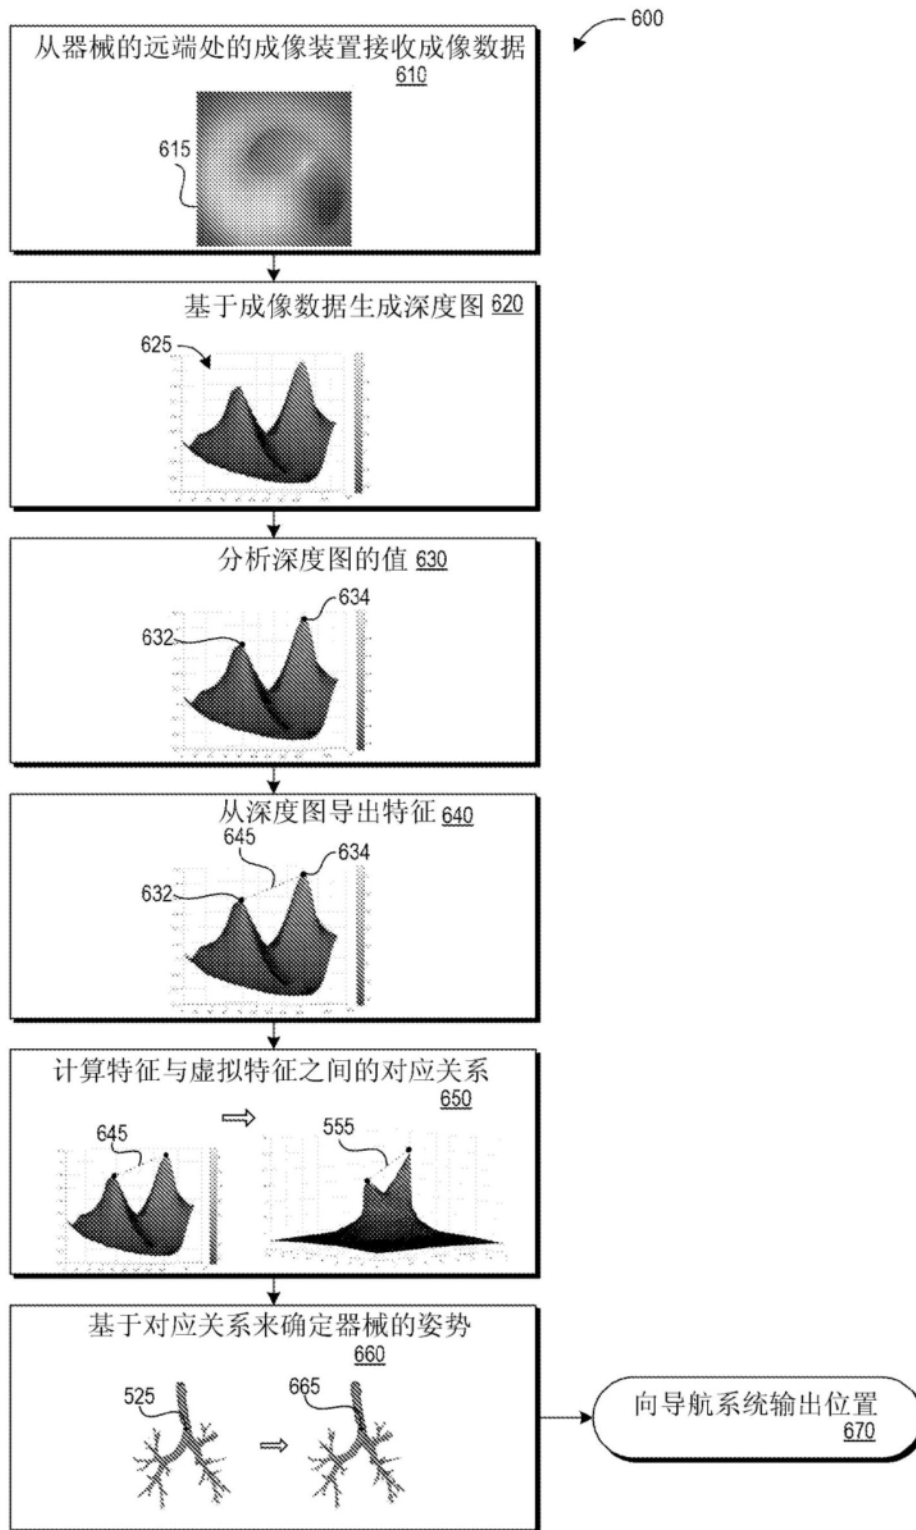 600
从器械的远端处的成像装置接收成像数据
610
615
基于成像数据生成深度图 620
625
分析深度图的值 630
634
632
从深度图导出特征 640
645
634
632
计算特征与虚拟特征之间的对应关系
650
645
555
基于对应关系来确定器械的姿势
660
525
665
向导航系统输出位置
670